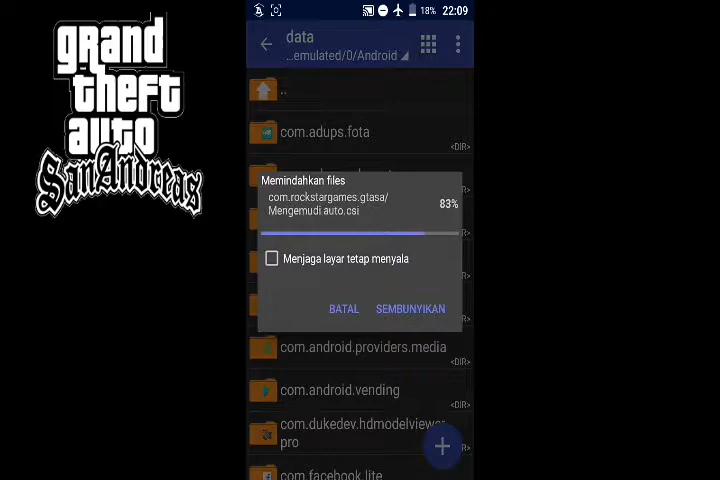 grand
theft
auto
San Andreas
18% 22:09
data
...emulated/0/Android
..
com.adups.fota
<DIR>
Memindahkan files
com.rockstargames.gtasa/
Mengemudi auto.csi
83%
Menjaga layar tetap menyala
BATAL SEMBUNYIKAN
com.android.providers.media
<DIR>
com.android.vending
<DIR>
com.dukedev.hdmodelviewer
pro
com.facebook.lite